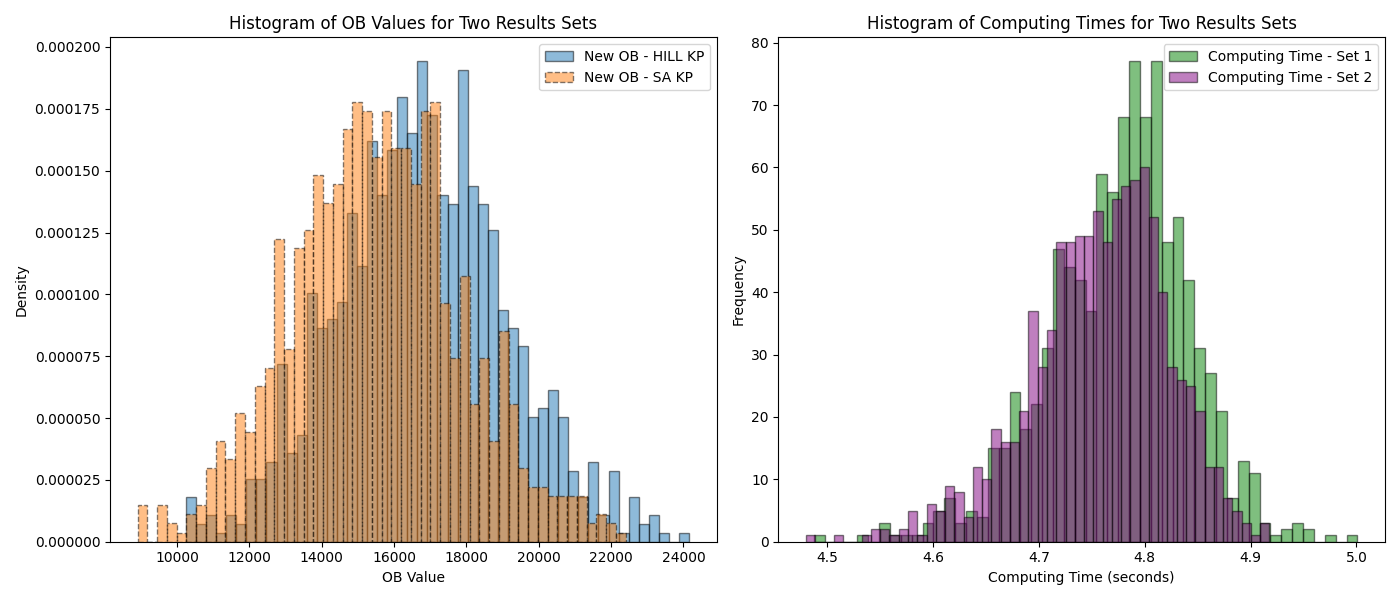 Histogram of OB Values for Two Results Sets
New OB - HILL KP
New OB - SA KP
0.000200
0.000175
0.000150
0.000125
0.000100
0.000075
0.000050
0.000025
0.000000
Density
10000 12000 14000 16000 18000 20000 22000 24000
OB Value
Histogram of Computing Times for Two Results Sets
Computing Time - Set 1
Computing Time - Set 2
80
70
60
50
40
30
20
10
0
Frequency
4.5 4.6 4.7 4.8 4.9 5.0
Computing Time (seconds)